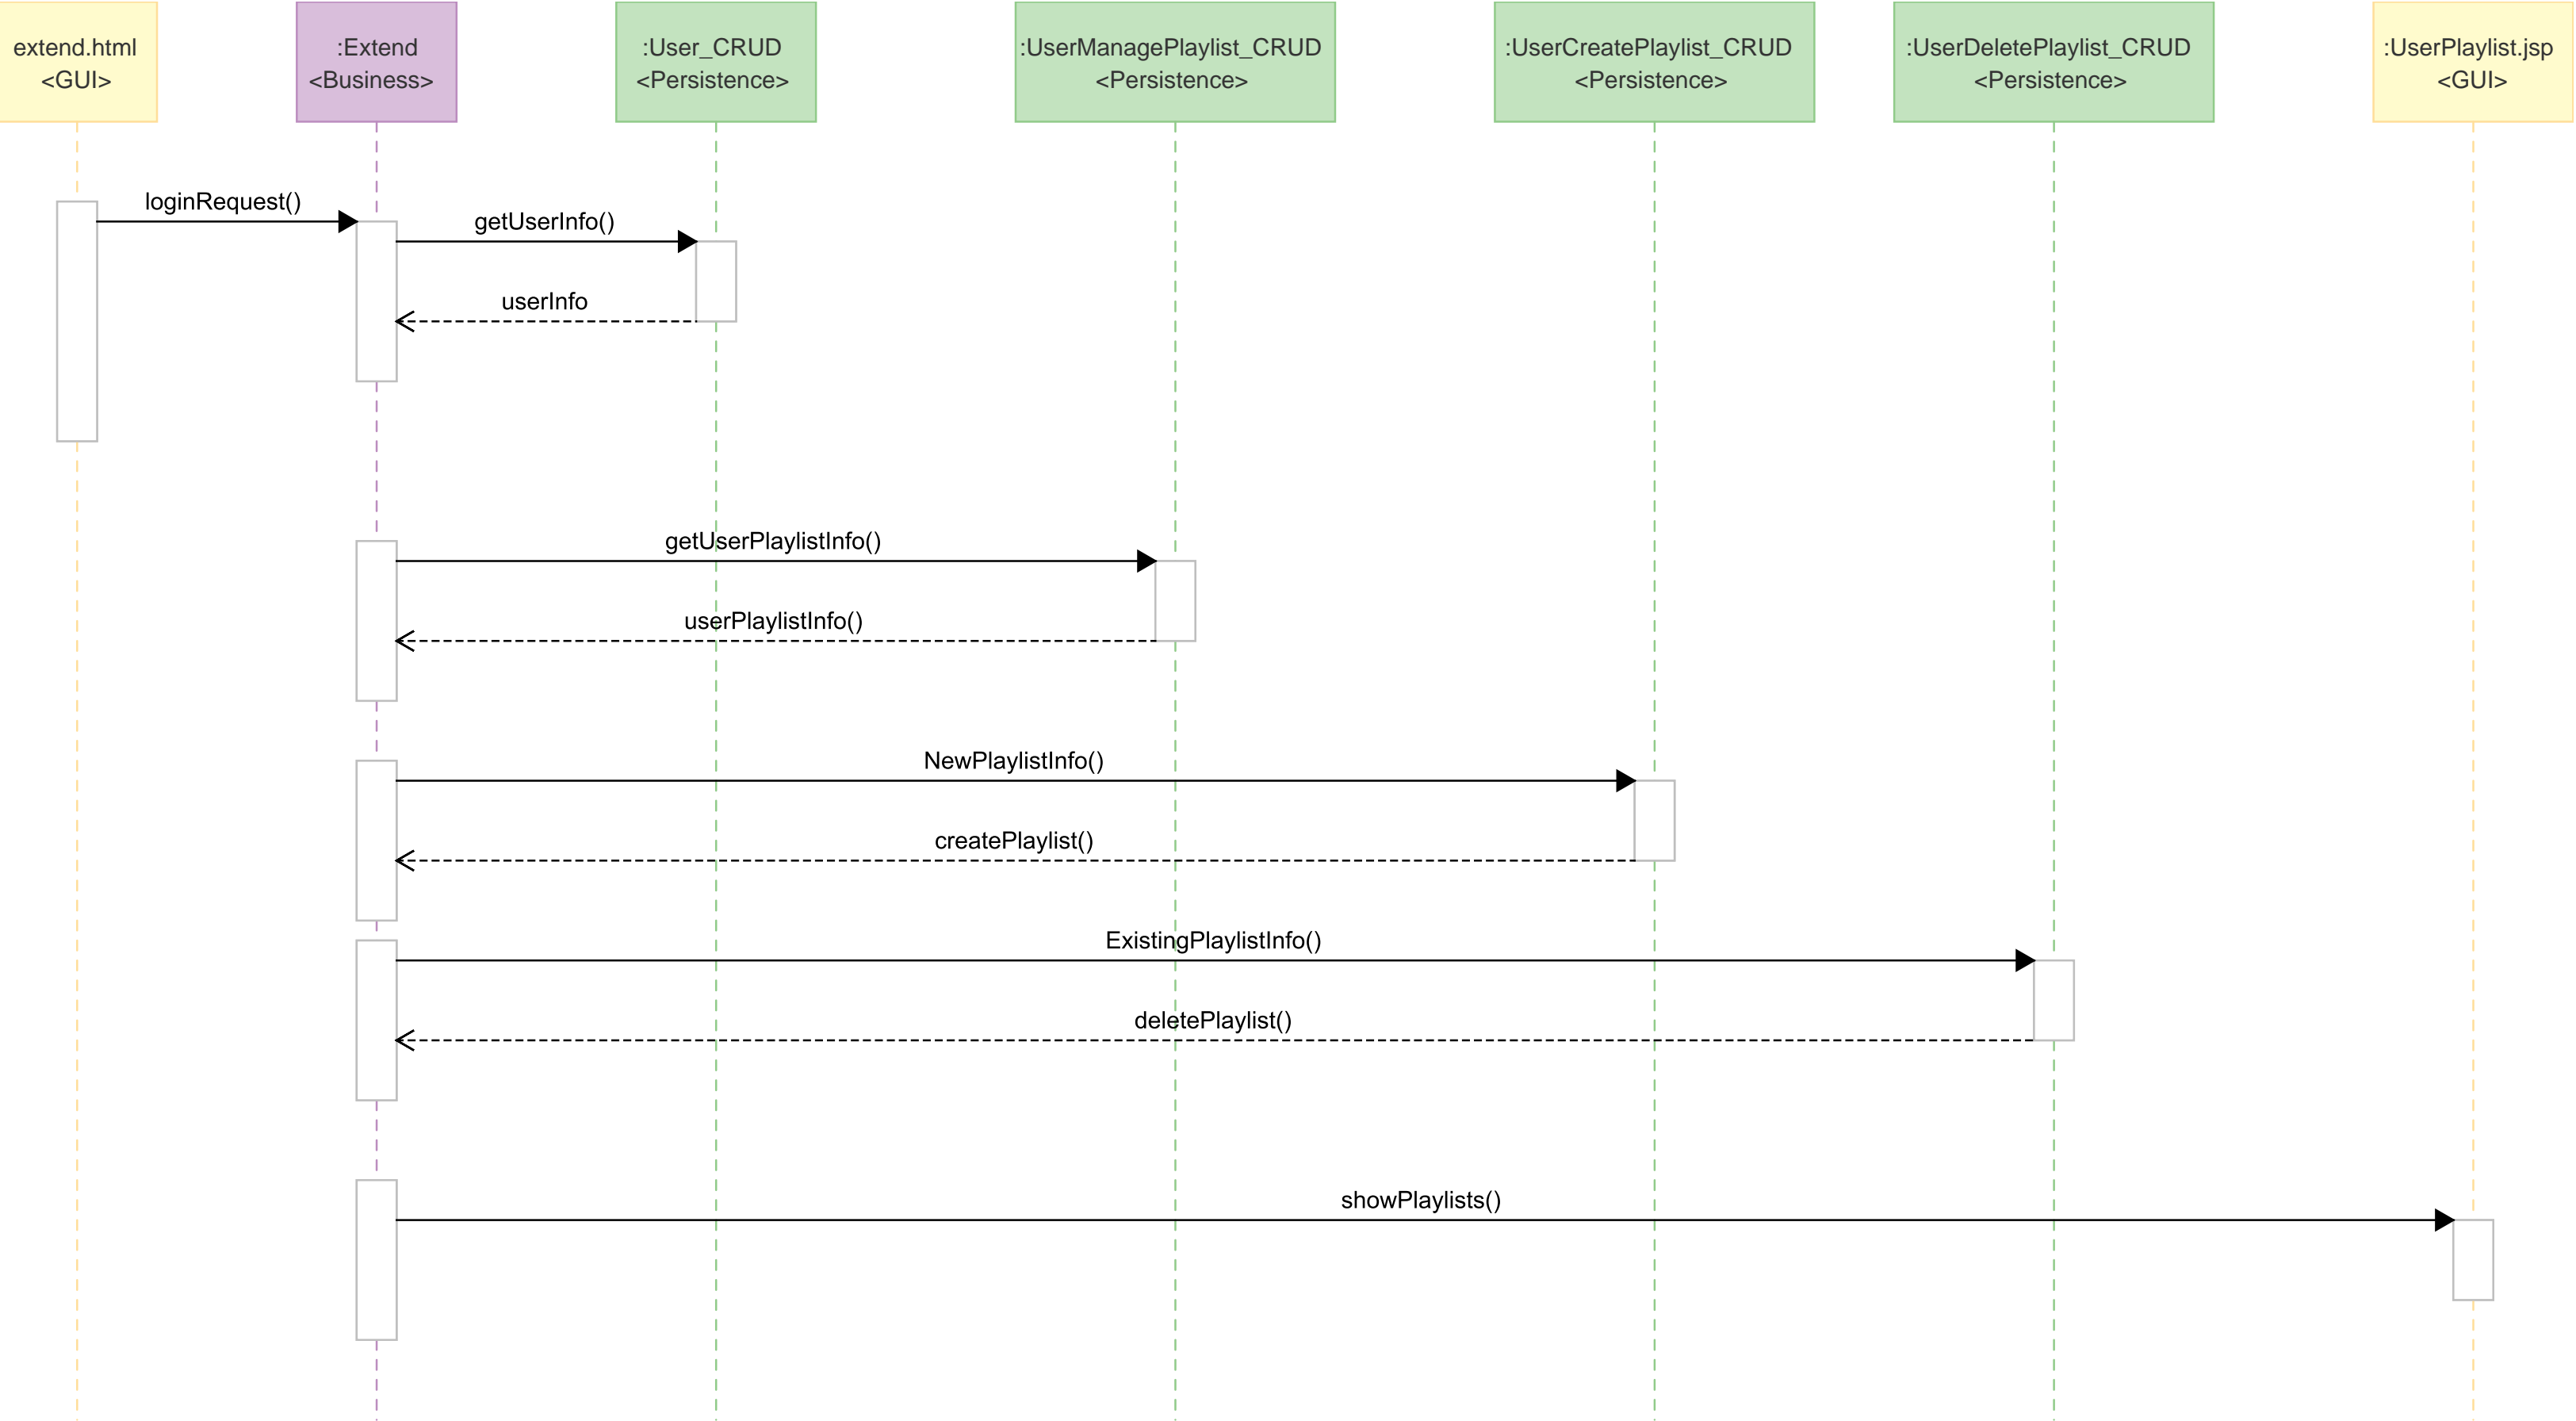 extend.html
<GUI>
:Extend
<Business>
:User_CRUD
<Persistence>
:UserManagePlaylist_CRUD
<Persistence>
:UserCreatePlaylist_CRUD
<Persistence>
:UserDeletePlaylist_CRUD
<Persistence>
:UserPlaylist.jsp
<GUI>
loginRequest()
getUserInfo()
userInfo
getUserPlaylistInfo()
userPlaylistInfo()
NewPlaylistInfo()
createPlaylist()
ExistingPlaylistInfo()
deletePlaylist()
showPlaylists()